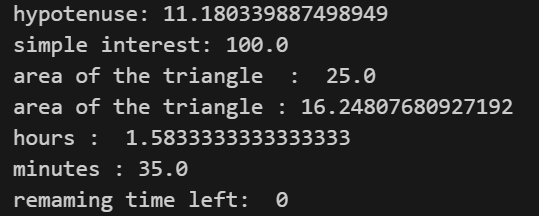 hypotenuse: 11.180339887498949
simple interest: 100.0
area of the triangle  :  25.0
area of the triangle : 16.24807680927192
hours :  1.5833333333333333
minutes : 35.0
remaming time left:  0